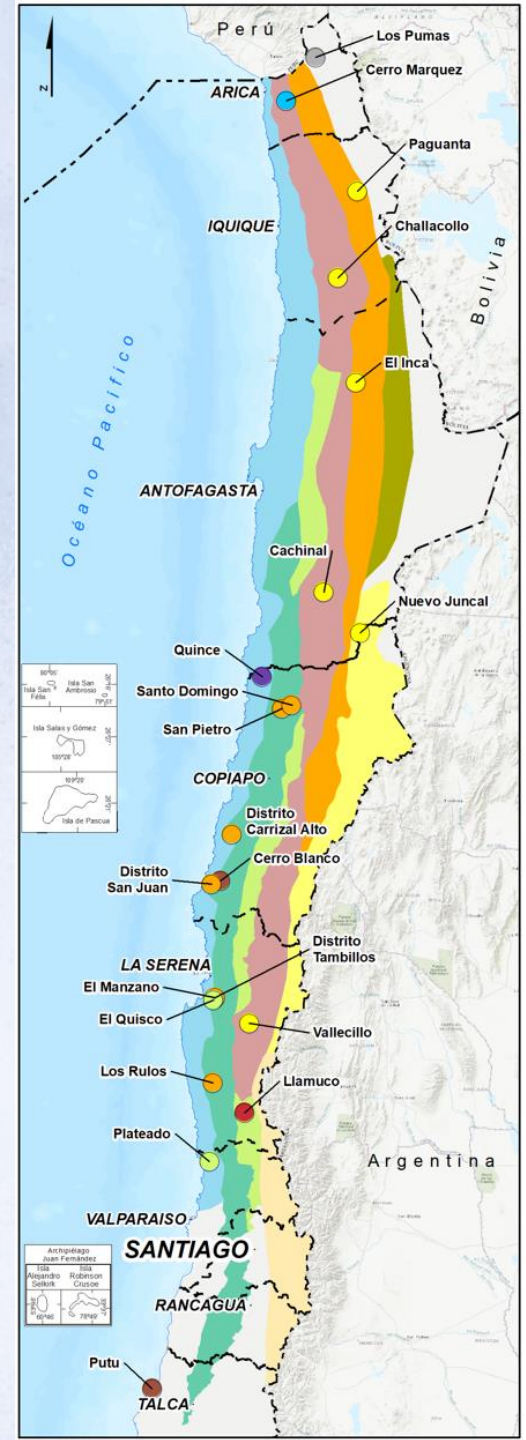 Perú
Los Pumas
N
ARICA
Cerro Marquez
Paguanta
IQUIQUE
Challacollo
Bolivia
El Inca
Océano Pacífico
ANTOFAGASTA
Cachinal
Nuevo Juncal
Quince
Isla San
Félix
Isla San
Ambrosio
Santo Domingo
San Pietro
Isla Salas y Gómez
COPIAPO
Isla de Pascua
Distrito
Carrizal Alto
Cerro Blanco
Distrito
San Juan
Distrito
Tambillos
LA SERENA
El Manzano
El Quisco
Vallecillo
Los Rulos
Llamuco
Plateado
Argentina
VALPARAISO
SANTIAGO
Archipiélago
Juan Fernández
Isla
Alejandro
Selkirk
Isla
Robinson
Crusoe
RANCAGUA
Putu
TALCA